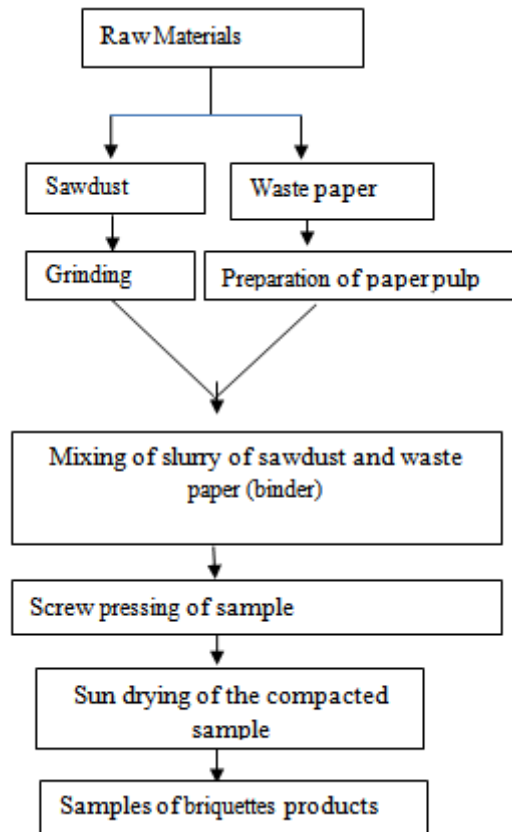 Raw Materials
Sawdust
Waste paper
Grinding
Preparation of paper pulp
Mixing of slurry of sawdust and waste
paper (binder)
Screw pressing of sample
Sun drying of the compacted
sample
Samples of briquettes products